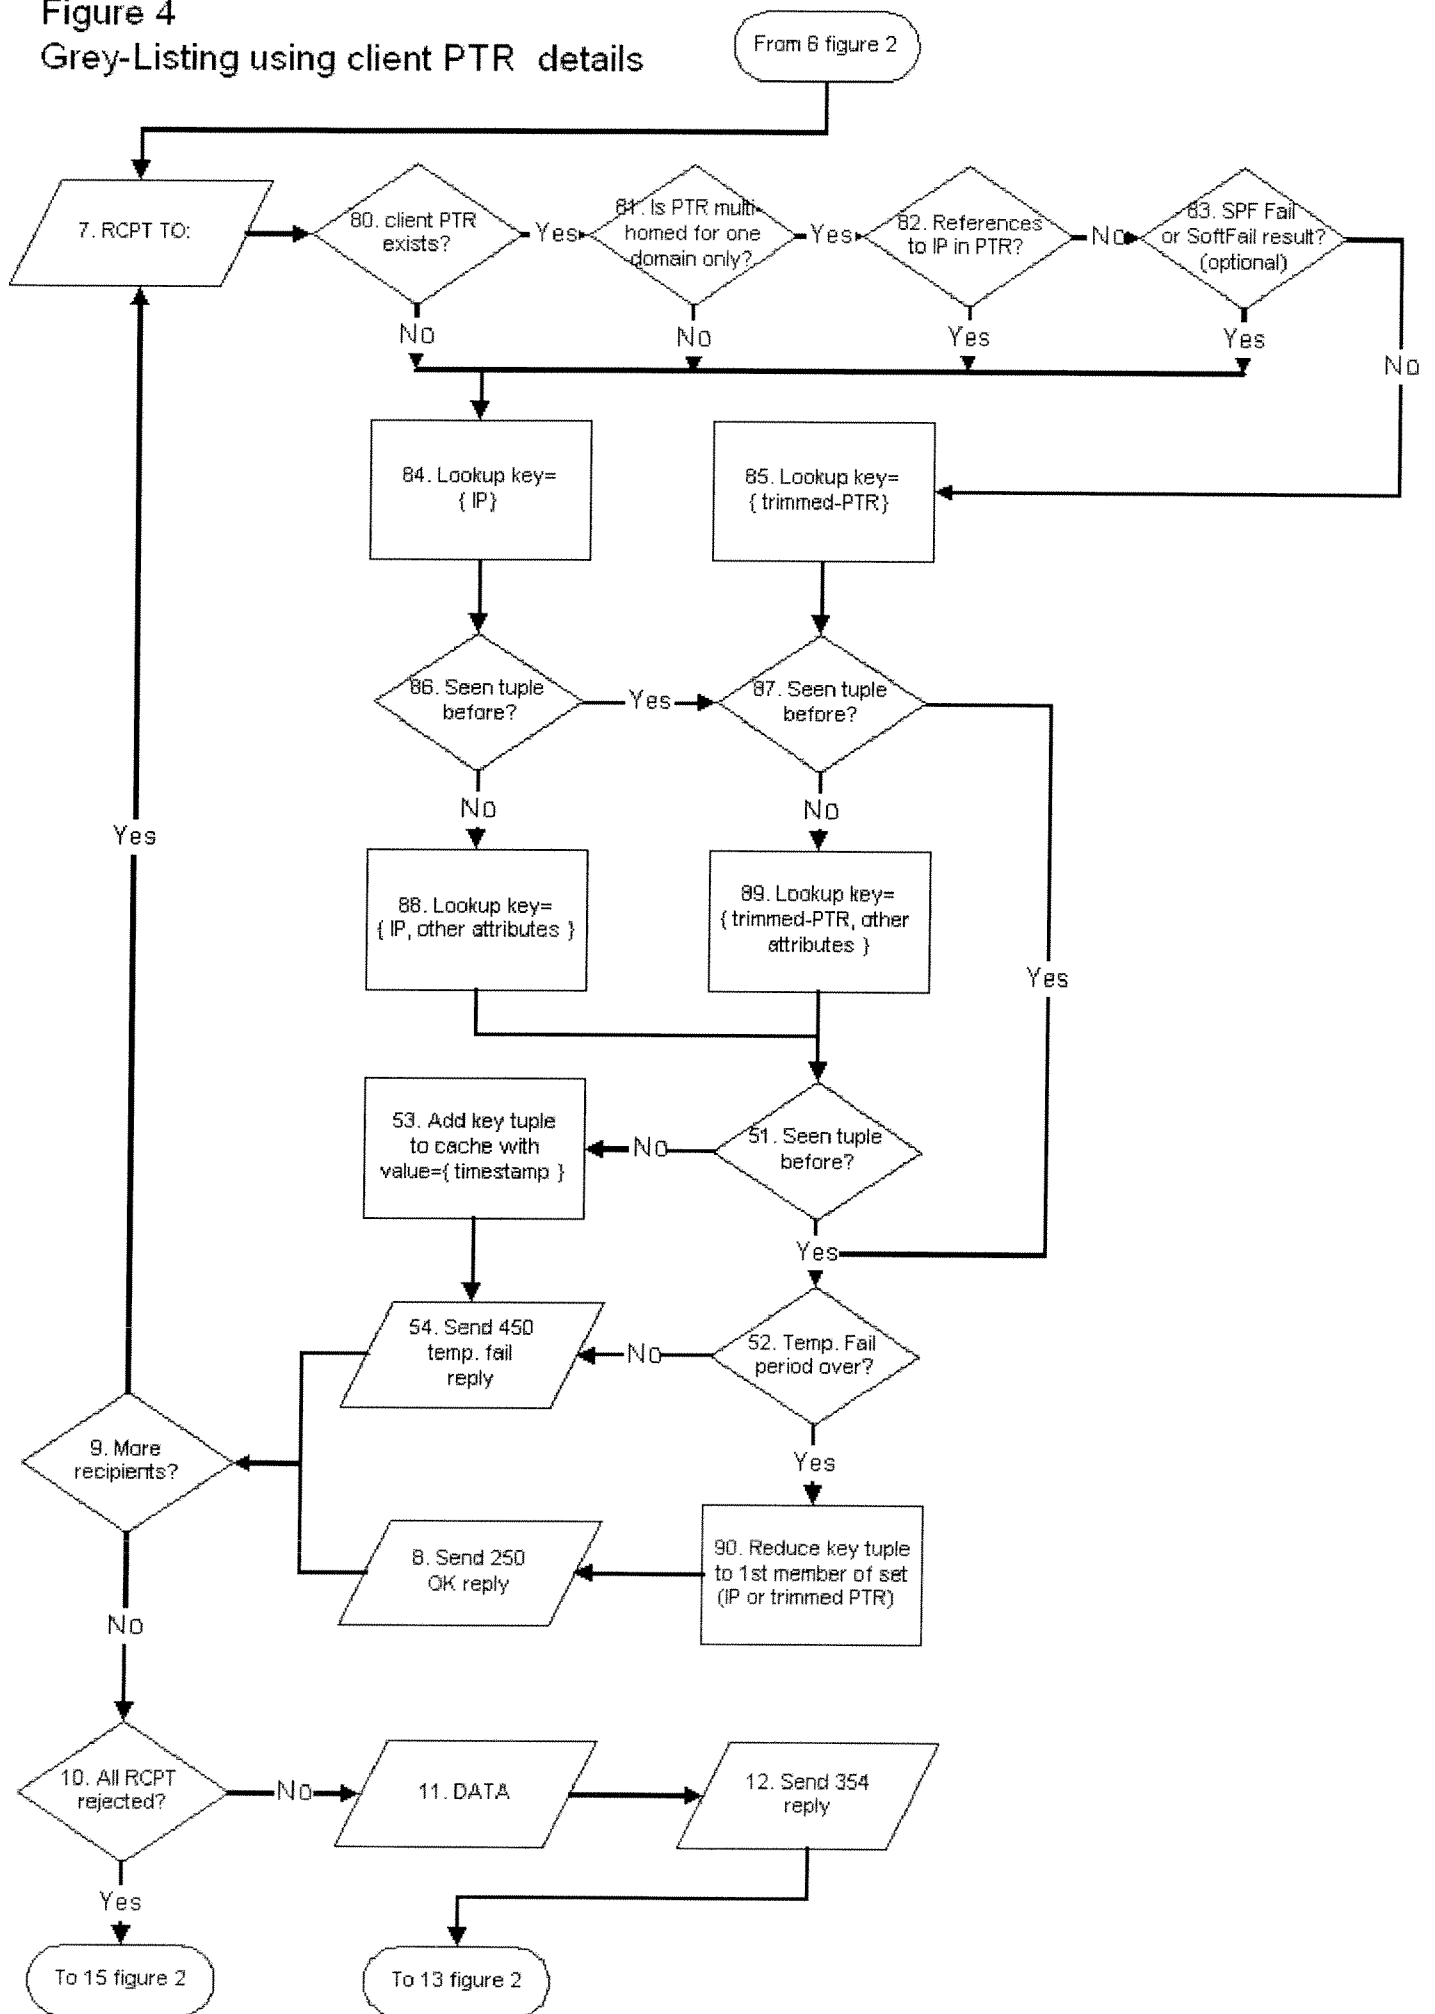 Figure 4
Grey-Listing using client PTR details
From 6 figure 2
7. RCPT TO:
80. client PTR
exists?
Yes
81. Is PTR multi-
homed for one
domain only?
Yes
82. References
to IP in PTR?
No
83. SPF Fail
or SoftFail result?
(optional)
No
No
Yes
Yes
No
84. Lookup key=
{ IP}
85. Lookup key=
{ trimmed-PTR}
86. Seen tuple
before?
Yes
87. Seen tuple
before?
No
No
Yes
88. Lookup key=
{ IP, other attributes }
89. Lookup key=
{ trimmed-PTR, other
attributes }
Yes
53. Add key tuple
to cache with
value={ timestamp }
No
51. Seen tuple
before?
Yes
54. Send 450
temp. fail
reply
No
52. Temp. Fail
period over?
9. More
recipients?
Yes
8. Send 250
OK reply
90. Reduce key tuple
to 1st member of set
(IP or trimmed PTR)
No
10. All RCPT
rejected?
No
11. DATA
12. Send 354
reply
Yes
To 15 figure 2
To 13 figure 2